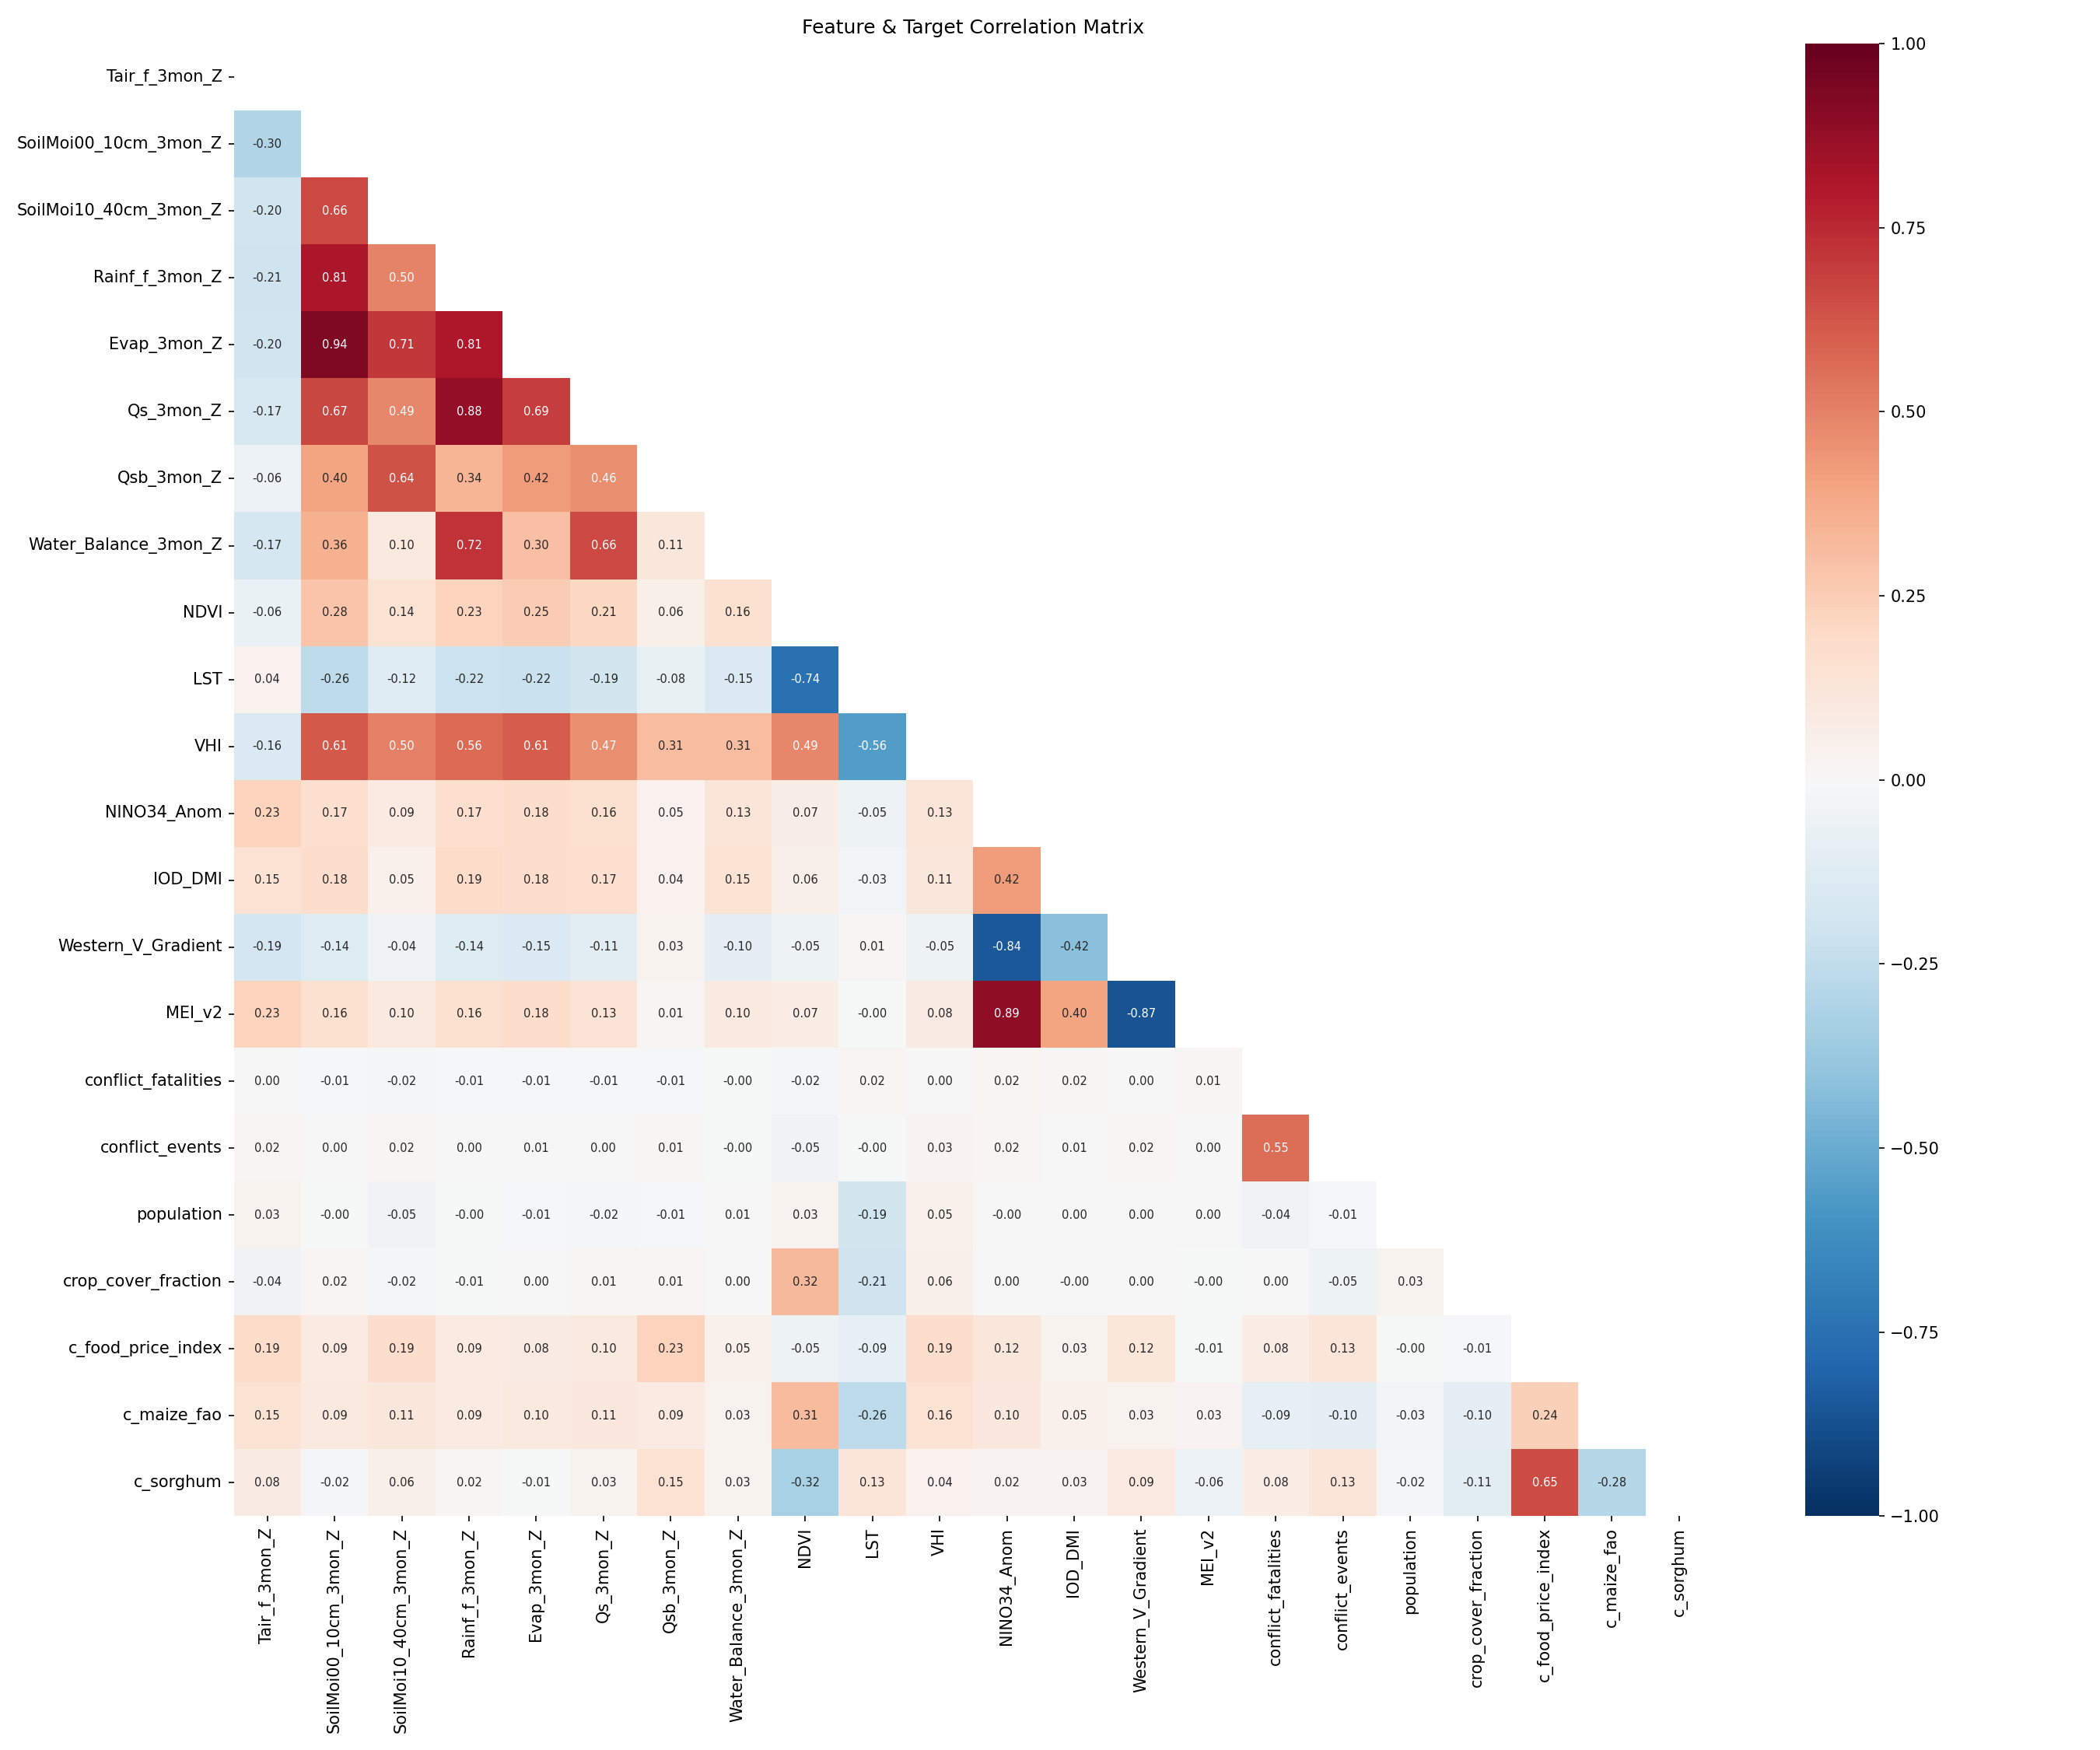 Feature & Target Correlation Matrix
Tair_f_3mon_Z
SoilMoi00_10cm_3mon_Z -0.30
SoilMoi10_40cm_3mon_Z -0.20 0.66
Rainf_f_3mon_Z -0.21 0.81 0.50
Evap_3mon_Z -0.20 0.94 0.71 0.81
Qs_3mon_Z -0.17 0.67 0.49 0.88 0.69
Qsb_3mon_Z -0.06 0.40 0.64 0.34 0.42 0.46
Water_Balance_3mon_Z -0.17 0.36 0.10 0.72 0.30 0.66 0.11
NDVI -0.06 0.28 0.14 0.23 0.25 0.21 0.06 0.16
LST 0.04 -0.26 -0.12 -0.22 -0.22 -0.19 -0.08 -0.15 -0.74
VHI -0.16 0.61 0.50 0.56 0.61 0.47 0.31 0.31 0.49 -0.56
NINO34_Anom 0.23 0.17 0.09 0.17 0.18 0.16 0.05 0.13 0.07 -0.05 0.13
IOD_DMI 0.15 0.18 0.05 0.19 0.18 0.17 0.04 0.15 0.06 -0.03 0.11 0.42
Western_V_Gradient -0.19 -0.14 -0.04 -0.14 -0.15 -0.11 0.03 -0.10 -0.05 0.01 -0.05 -0.84 -0.42
MEI_v2 0.23 0.16 0.10 0.16 0.18 0.13 0.01 0.10 0.07 -0.00 0.08 0.89 0.40 -0.87
conflict_fatalities 0.00 -0.01 -0.02 -0.01 -0.01 -0.01 -0.01 -0.00 -0.02 0.02 0.00 0.02 0.02 0.00 0.01
conflict_events 0.02 0.00 0.02 0.00 0.01 0.00 0.01 -0.00 -0.05 -0.00 0.03 0.02 0.01 0.02 0.00 0.55
population 0.03 -0.00 -0.05 -0.00 -0.01 -0.02 -0.01 0.01 0.03 -0.19 0.05 -0.00 0.00 0.00 0.00 -0.04 -0.01
crop_cover_fraction -0.04 0.02 -0.02 -0.01 0.00 0.01 0.01 0.00 0.32 -0.21 0.06 0.00 -0.00 0.00 -0.00 0.00 -0.05 0.03
c_food_price_index 0.19 0.09 0.19 0.09 0.08 0.10 0.23 0.05 -0.05 -0.09 0.19 0.12 0.03 0.12 -0.01 0.08 0.13 -0.00 -0.01
c_maize_fao 0.15 0.09 0.11 0.09 0.10 0.11 0.09 0.03 0.31 -0.26 0.16 0.10 0.05 0.03 0.03 -0.09 -0.10 -0.03 -0.10 0.24
c_sorghum 0.08 -0.02 0.06 0.02 -0.01 0.03 0.15 0.03 -0.32 0.13 0.04 0.02 0.03 0.09 -0.06 0.08 0.13 -0.02 -0.11 0.65 -0.28
Tair_f_3mon_Z
SoilMoi00_10cm_3mon_Z
SoilMoi10_40cm_3mon_Z
Rainf_f_3mon_Z
Evap_3mon_Z
Qs_3mon_Z
Qsb_3mon_Z
Water_Balance_3mon_Z
NDVI
LST
VHI
NINO34_Anom
IOD_DMI
Western_V_Gradient
MEI_v2
conflict_fatalities
conflict_events
population
crop_cover_fraction
c_food_price_index
c_maize_fao
c_sorghum
1.00
0.75
0.50
0.25
0.00
−0.25
−0.50
−0.75
−1.00